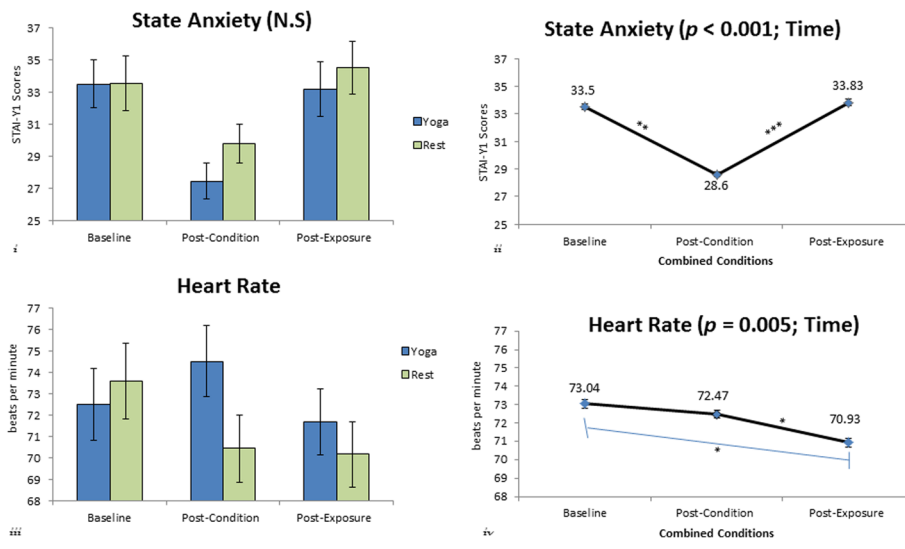 State Anxiety (N.S)
37
35
33
31
29
27
25
STAI-Y1 Scores
Yoga
Rest
Baseline
Post-Condition
Post-Exposure
i
State Anxiety (p < 0.001; Time)
37
35
33
31
29
27
25
STAI-Y1 Scores
33.5
**
28.6
***
33.83
Baseline
Post-Condition
Post-Exposure
Combined Conditions
ii
Heart Rate
77
76
75
74
73
72
71
70
69
68
beats per minute
Yoga
Rest
Baseline
Post-Condition
Post-Exposure
iii
Heart Rate (p = 0.005; Time)
77
76
75
74
73
72
71
70
69
68
beats per minute
73.04
72.47
70.93
*
*
Baseline
Post-Condition
Post-Exposure
Combined Conditions
iv